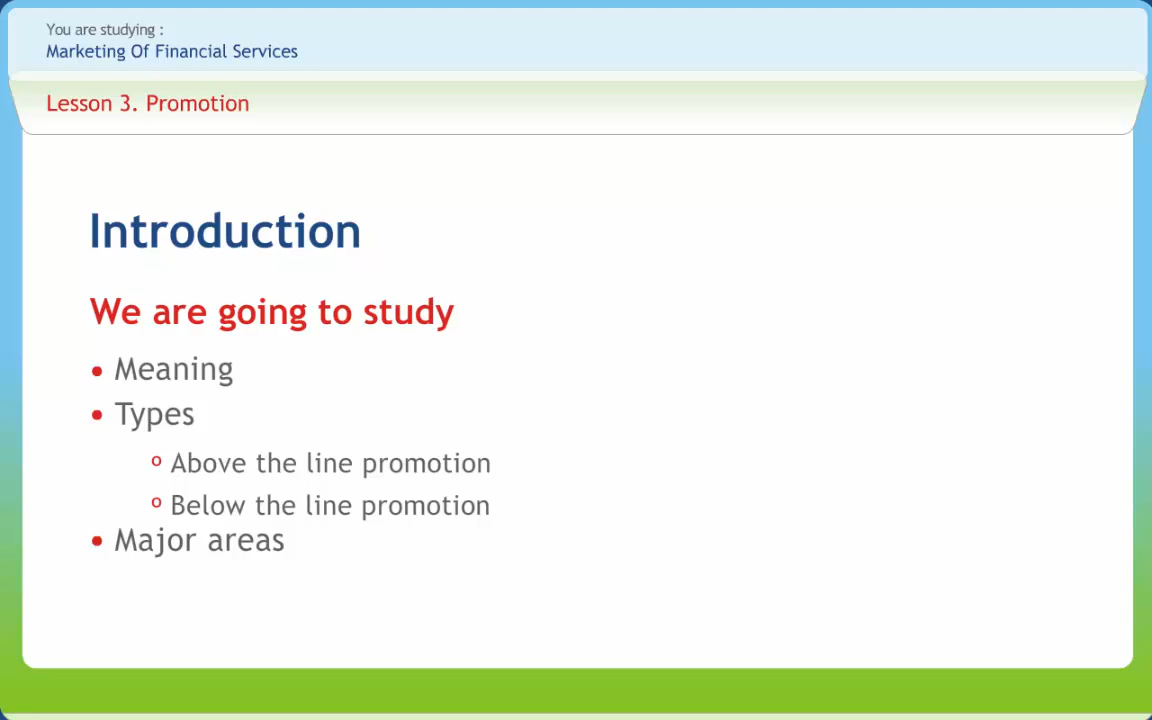 You are studying :
Marketing Of Financial Services
Lesson 3. Promotion
Introduction
We are going to study
• Meaning
• Types
o Above the line promotion
o Below the line promotion
• Major areas